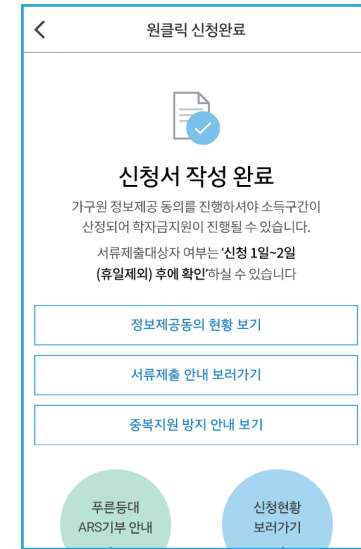 원클릭 신청완료
신청서 작성 완료
가구원 정보제공 동의를 진행하셔야 소득구간이
산정되어 학자금지원이 진행될 수 있습니다.
서류제출대상자 여부는 '신청 1일~2일
(휴일제외) 후에 확인'하실 수 있습니다
정보제공동의 현황 보기
서류제출 안내 보러가기
중복지원 방지 안내 보기
푸른등대
ARS기부 안내
신청현황
보러가기